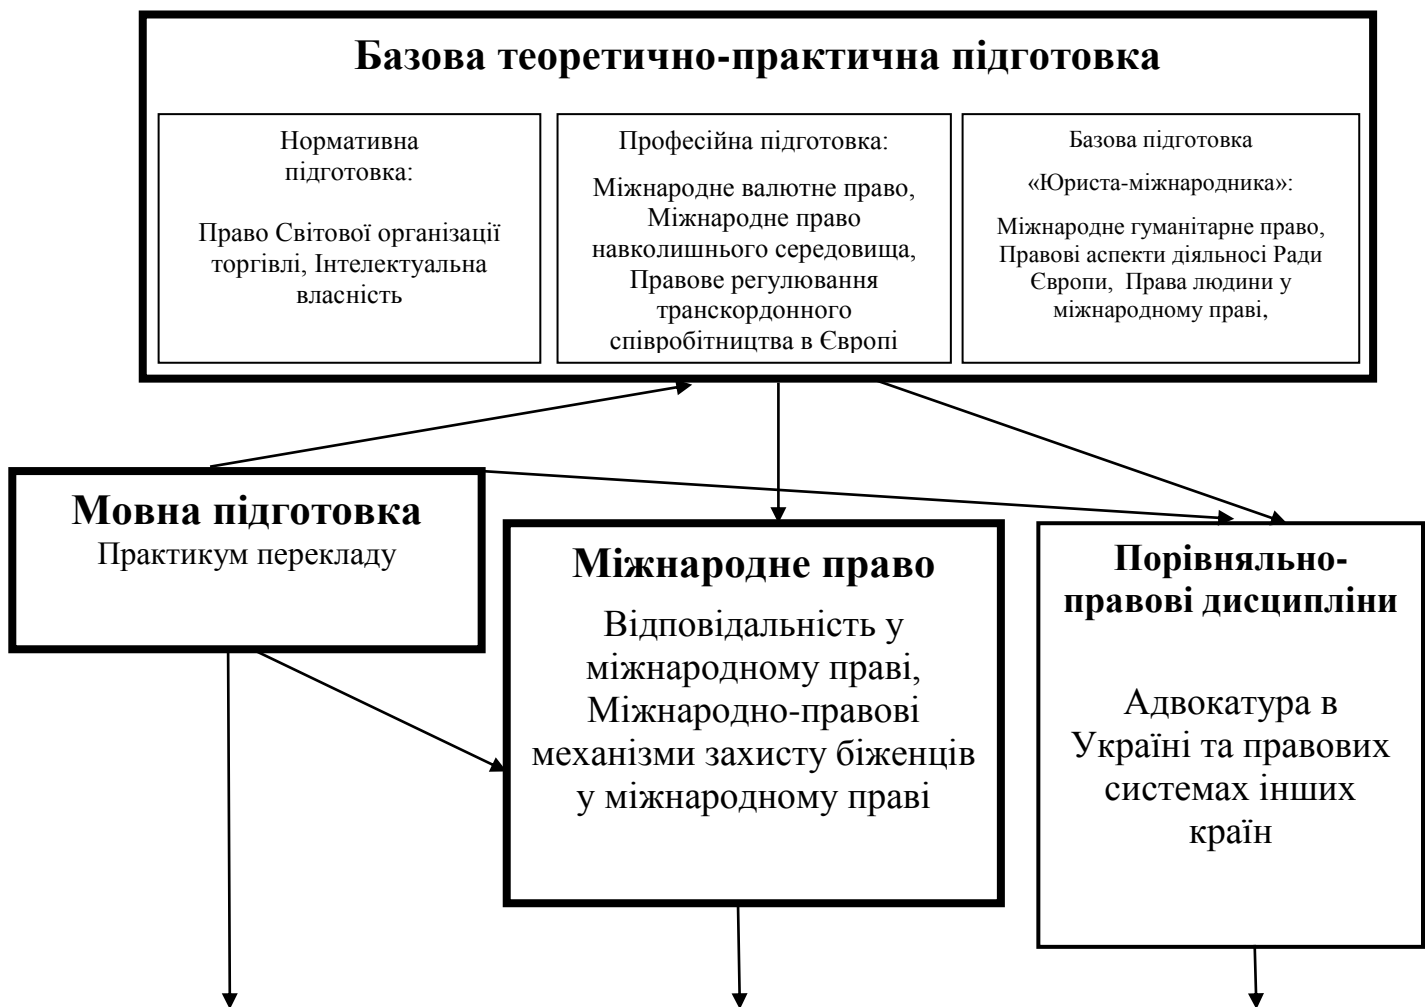 Базова теоретично-практична підготовка
Нормативна
підготовка:
Право Світової організації
торгівлі, Інтелектуальна
власність
Професійна підготовка:
Міжнародне валютне право,
Міжнародне право
навколишнього середовища,
Правове регулювання
транскордонного
співробітництва в Європі
Базова підготовка
«Юриста-міжнародника»:
Міжнародне гуманітарне право,
Правові аспекти діяльносі Ради
Європи, Права людини у
міжнародному праві,
Мовна підготовка
Практикум перекладу
Міжнародне право
Відповідальність у
міжнародному праві,
Міжнародно-правові
механізми захисту біженців
у міжнародному праві
Порівняльно-
правові дисципліни
Адвокатура в
Україні та правових
системах інших
країн